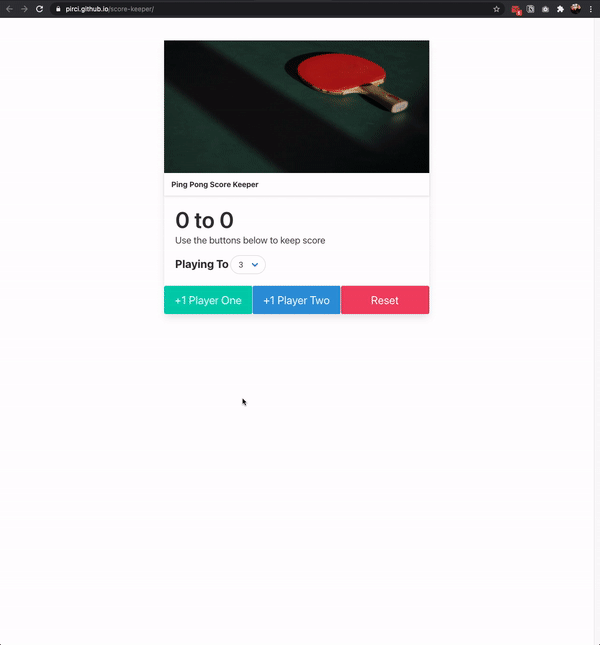 pirci.github.io/score-keeper/
Ping Pong Score Keeper
0 to 0
Use the buttons below to keep score
Playing To 3
+1 Player One +1 Player Two Reset